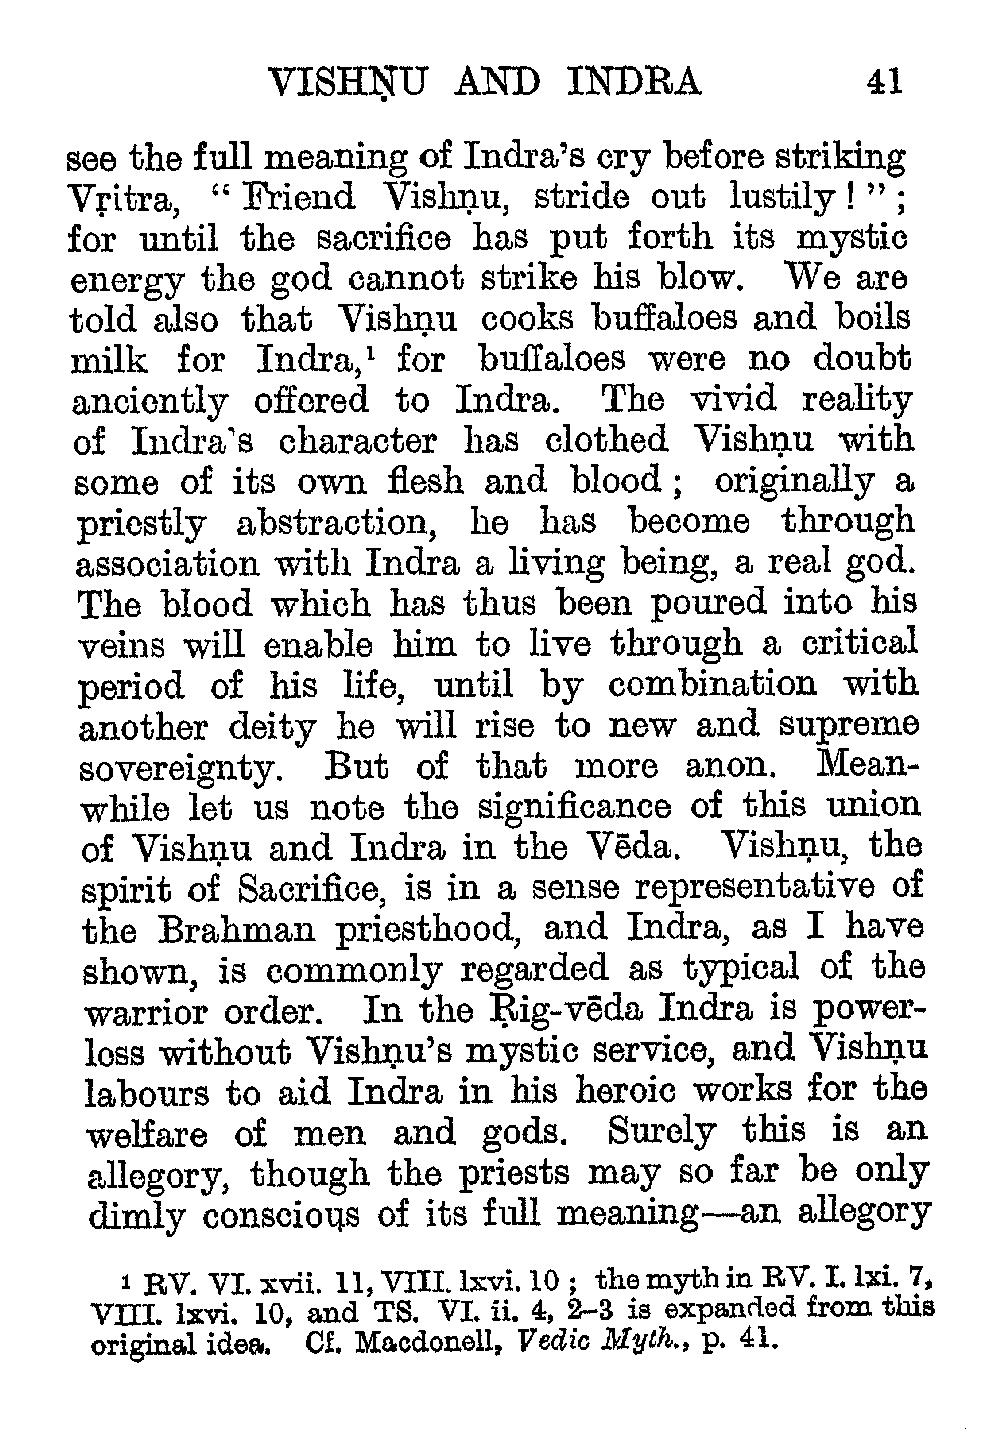 VISHṆU AND INDRA 41
see the full meaning of Indra's cry before striking
Vṛitra, “ Friend Vishṇu, stride out lustily ! ” ;
for until the sacrifice has put forth its mystic
energy the god cannot strike his blow. We are
told also that Vishṇu cooks buffaloes and boils
milk for Indra,¹ for buffaloes were no doubt
anciently offered to Indra. The vivid reality
of Indra's character has clothed Vishṇu with
some of its own flesh and blood ; originally a
priestly abstraction, he has become through
association with Indra a living being, a real god.
The blood which has thus been poured into his
veins will enable him to live through a critical
period of his life, until by combination with
another deity he will rise to new and supreme
sovereignty. But of that more anon. Mean-
while let us note the significance of this union
of Vishṇu and Indra in the Vēda. Vishṇu, the
spirit of Sacrifice, is in a sense representative of
the Brahman priesthood, and Indra, as I have
shown, is commonly regarded as typical of the
warrior order. In the Ṛig-vēda Indra is power-
less without Vishṇu's mystic service, and Vishṇu
labours to aid Indra in his heroic works for the
welfare of men and gods. Surely this is an
allegory, though the priests may so far be only
dimly conscious of its full meaning—an allegory
¹ RV. VI. xvii. 11, VIII. lxvi. 10 ; the myth in RV. I. lxi. 7,
VIII. lxvi. 10, and TS. VI. ii. 4, 2–3 is expanded from this
original idea. Cf. Macdonell, Vedic Myth., p. 41.